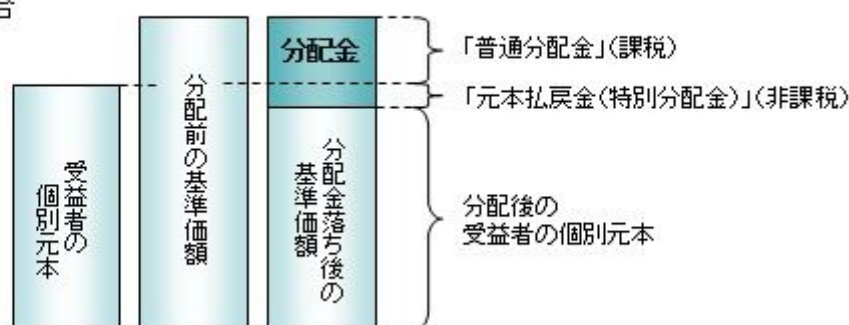 合
分配金
「普通分配金」(課税)
「元本払戻金(特別分配金)」(非課税)
受益者の
個別元本
分配前の基準価額
分配金落ち後の
基準価額
分配後の
受益者の個別元本